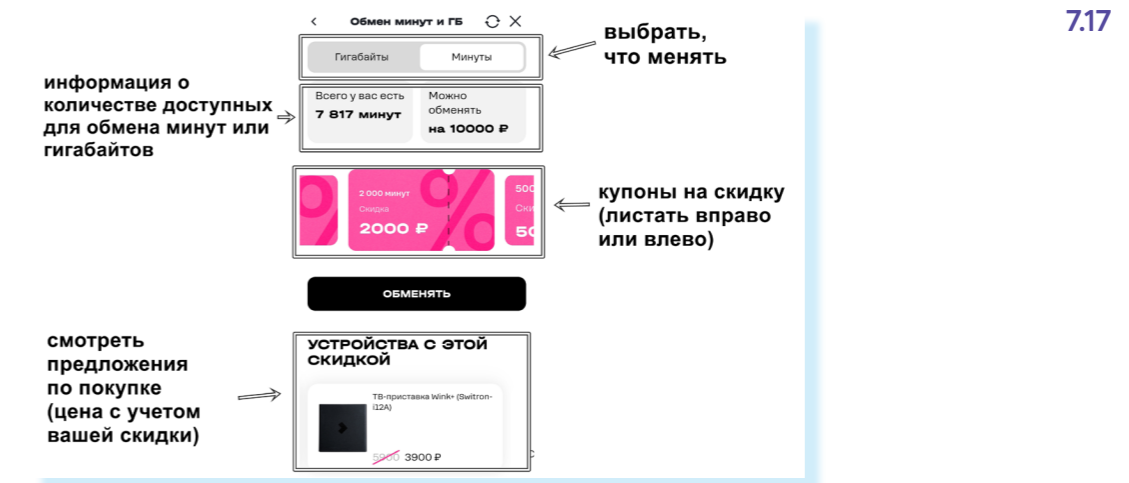 7.17
Обмен минут и ГБ
выбрать,
что менять
Гигабайты
Минуты
информация о
количестве доступных
для обмена минут или
гигабайтов
Всего у вас есть
7 817 минут
Можно
обменять
на 10000 ₽
2 000 минут
Скидка
2000 ₽
500
Ски
50
купоны на скидку
(листать вправо
или влево)
ОБМЕНЯТЬ
смотреть
предложения
по покупке
(цена с учетом
вашей скидки)
УСТРОЙСТВА С ЭТОЙ
СКИДКОЙ
ТВ-приставка Wink+ (Switron-
i12A)
5900 3900 ₽